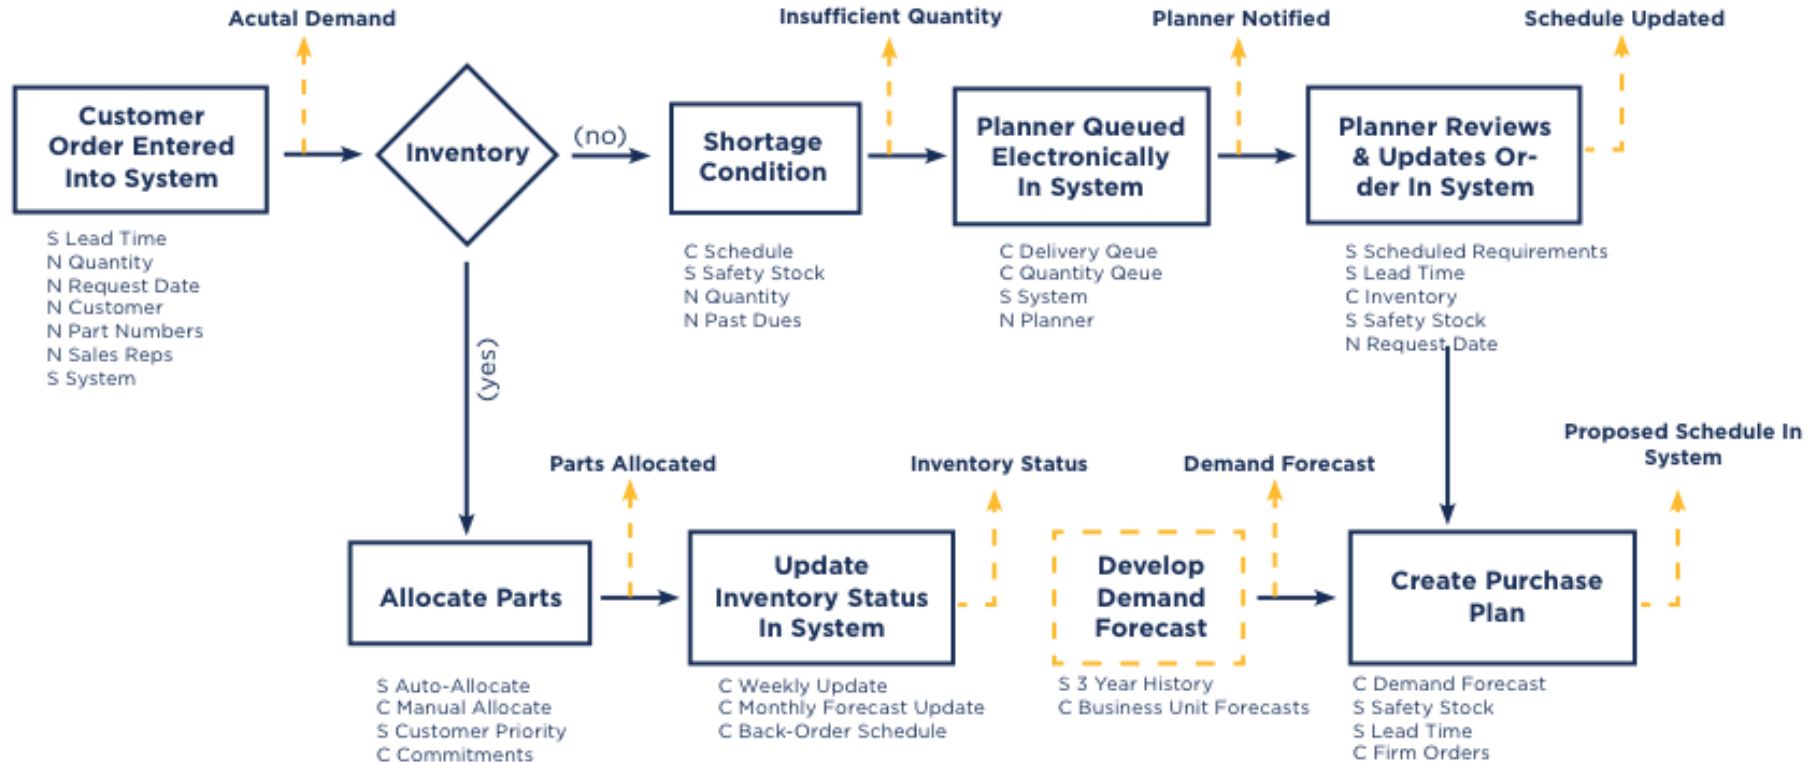 Acutal Demand
Insufficient Quantity
Planner Notified
Schedule Updated
Customer
Order Entered
Into System
Inventory
(no)
Shortage
Condition
Planner Queued
Electronically
In System
Planner Reviews
& Updates Or-
der In System
S Lead Time
N Quantity
N Request Date
N Customer
N Part Numbers
N Sales Reps
S System
C Schedule
S Safety Stock
N Quantity
N Past Dues
C Delivery Qeue
C Quantity Qeue
S System
N Planner
S Scheduled Requirements
S Lead Time
C Inventory
S Safety Stock
N Request Date
(yes)
Parts Allocated
Inventory Status
Demand Forecast
Proposed Schedule In
System
Allocate Parts
Update
Inventory Status
In System
Develop
Demand
Forecast
Create Purchase
Plan
S Auto-Allocate
C Manual Allocate
S Customer Priority
C Commitments
C Weekly Update
C Monthly Forecast Update
C Back-Order Schedule
S 3 Year History
C Business Unit Forecasts
C Demand Forecast
S Safety Stock
S Lead Time
C Firm Orders